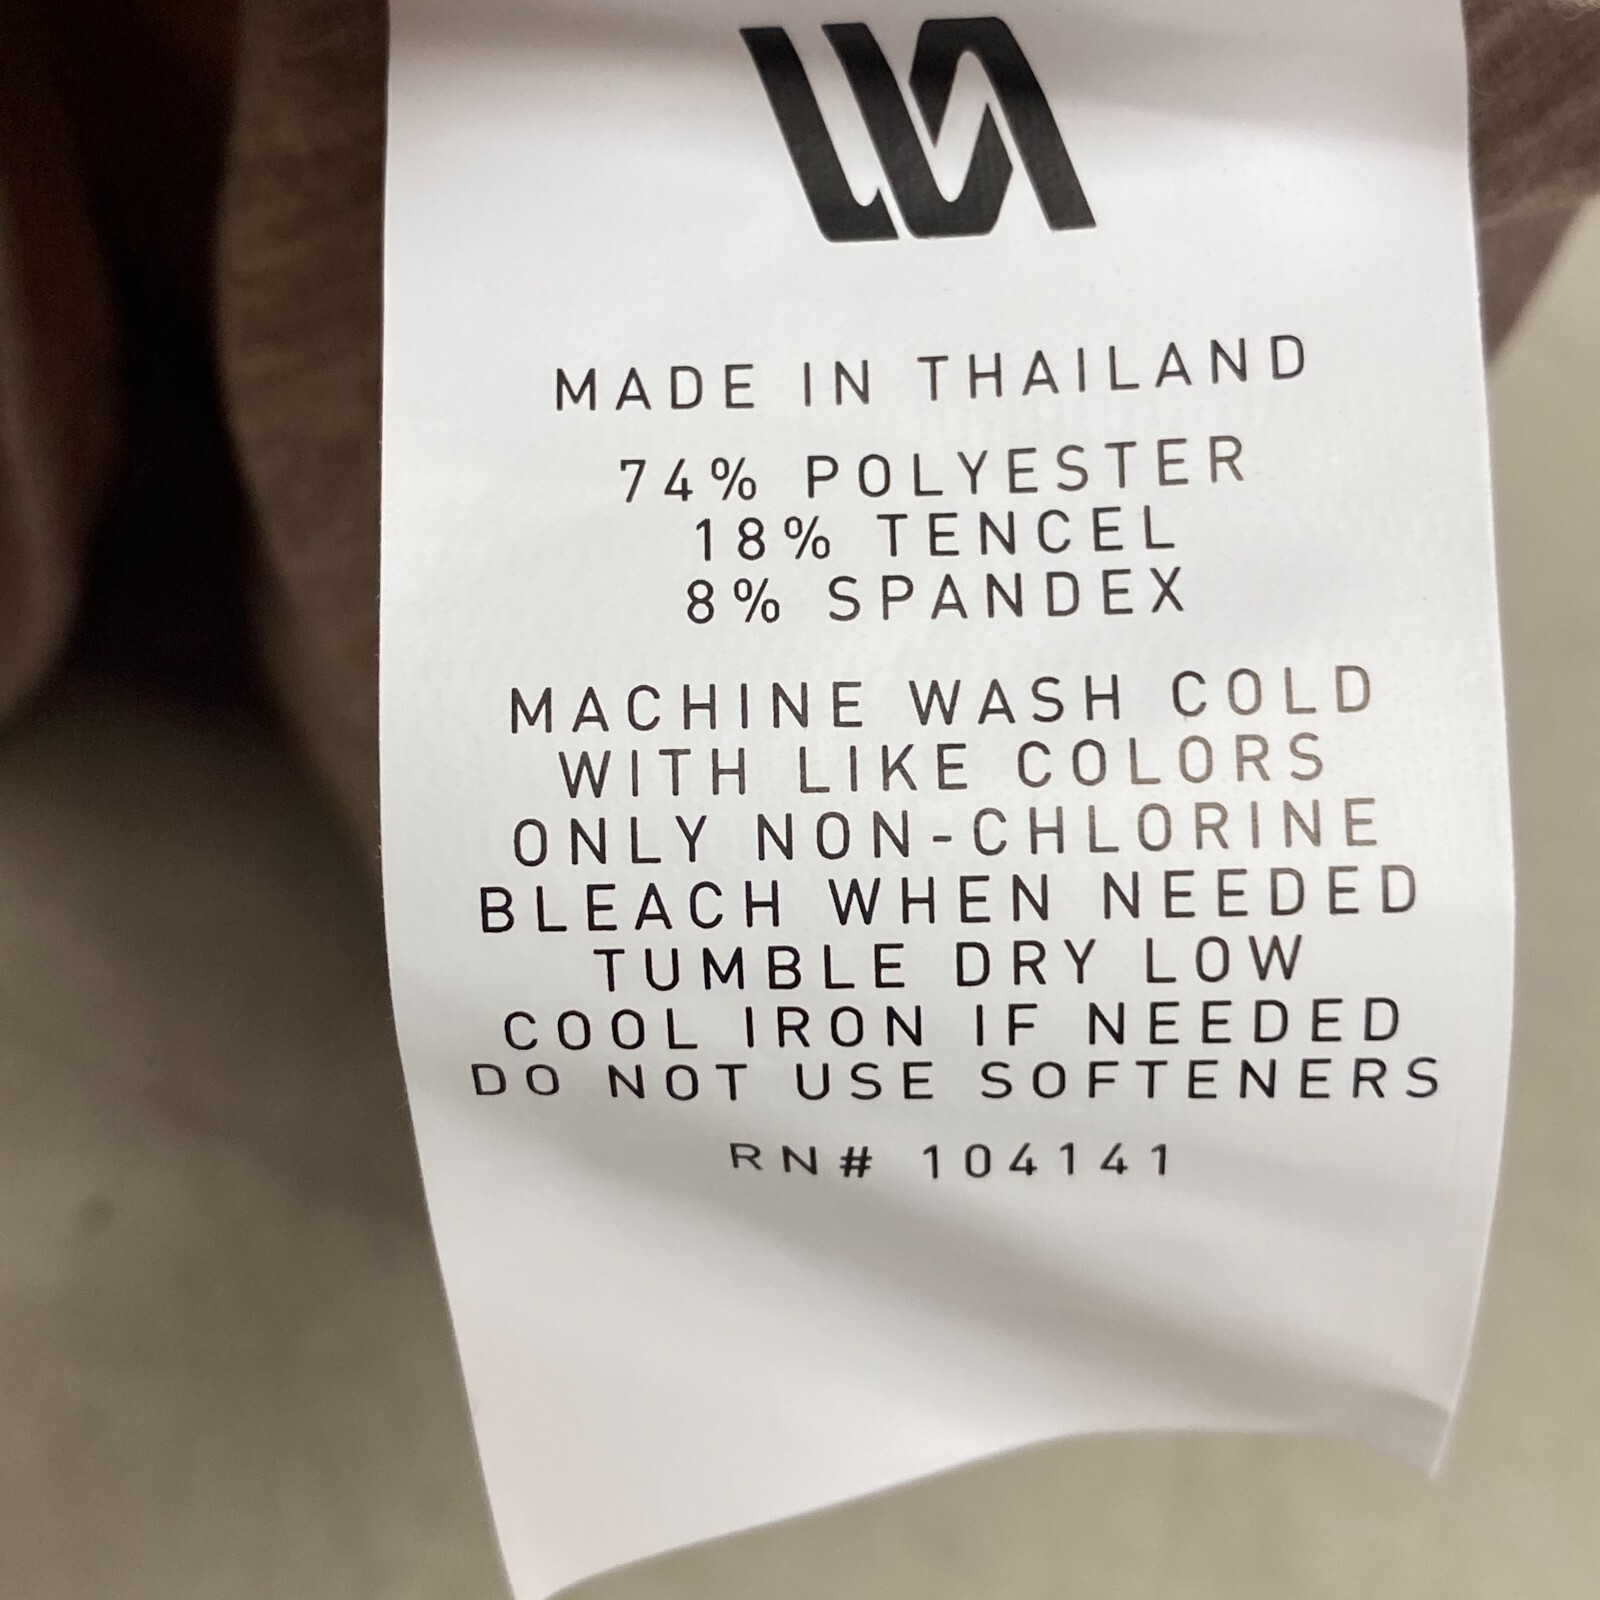 MADE IN THAILAND
74% POLYESTER
18% TENCEL
8% SPANDEX
MACHINE WASH COLD
WITH LIKE COLORS
ONLY NON-CHLORINE
BLEACH WHEN NEEDED
TUMBLE DRY LOW
COOL IRON IF NEEDED
DO NOT USE SOFTENERS
RN# 104141